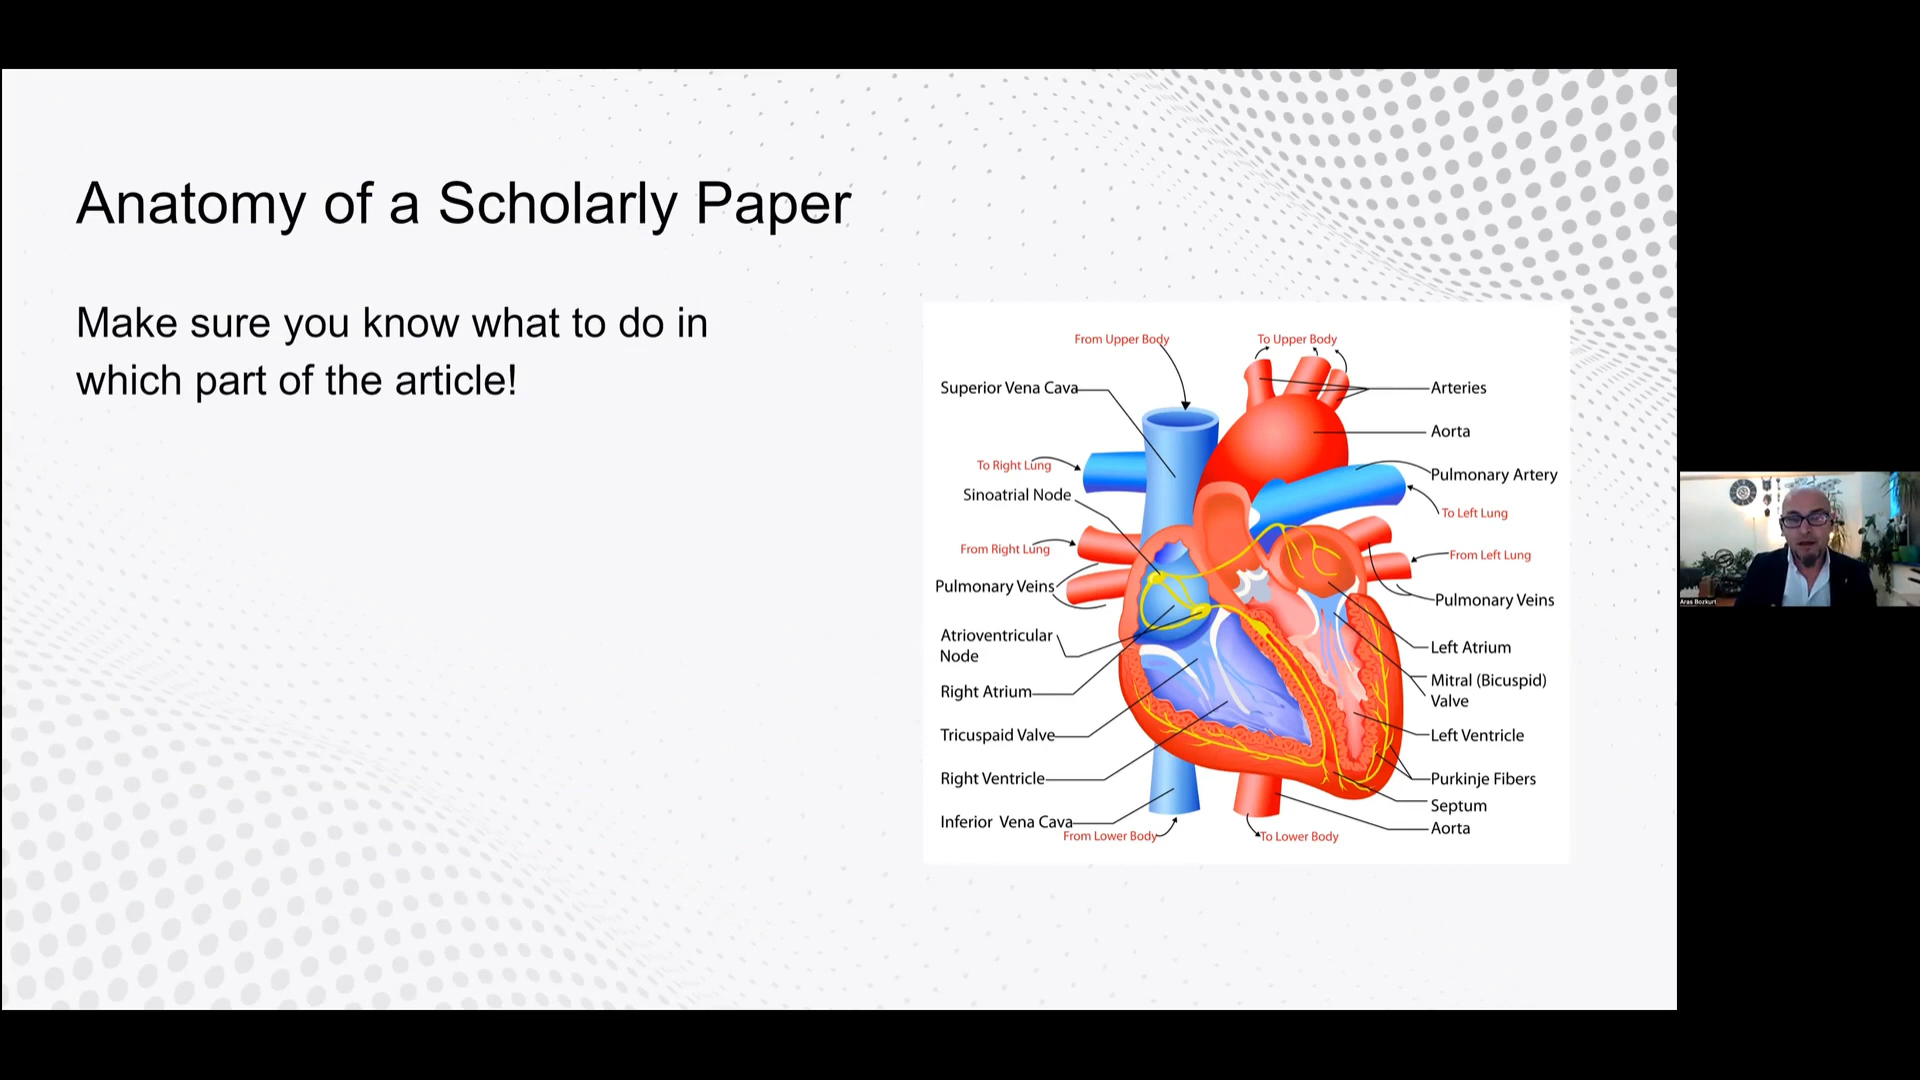 Anatomy of a Scholarly Paper
Make sure you know what to do in
which part of the article!
From Upper Body
To Upper Body
Superior Vena Cava
Arteries
Aorta
To Right Lung
Pulmonary Artery
Sinoatrial Node
To Left Lung
From Right Lung
From Left Lung
Pulmonary Veins
Pulmonary Veins
Atrioventricular
Node
Left Atrium
Right Atrium
Mitral (Bicuspid)
Valve
Tricuspaid Valve
Left Ventricle
Right Ventricle
Purkinje Fibers
Septum
Inferior Vena Cava
Aorta
From Lower Body
To Lower Body
Aras Bozkurt